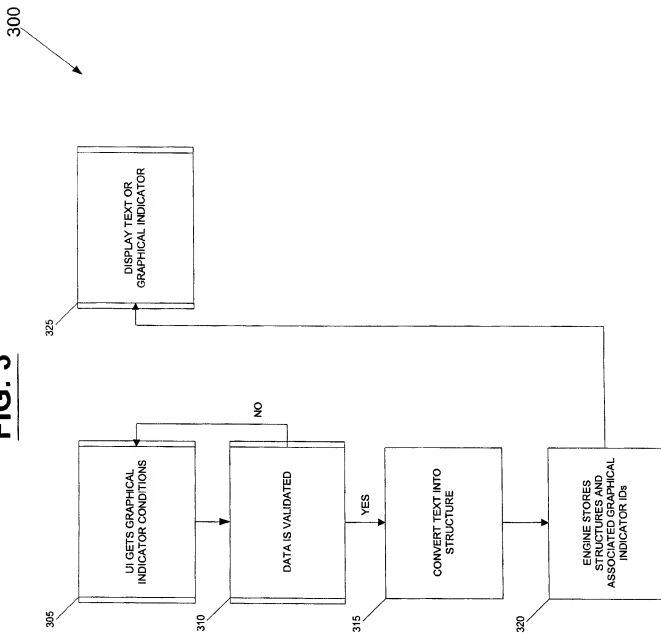 FIG. 3
300
305
UI GETS GRAPHICAL
INDICATOR CONDITIONS
NO
310
DATA IS VALIDATED
YES
315
CONVERT TEXT INTO
STRUCTURE
320
ENGINE STORES
STRUCTURES AND
ASSOCIATED GRAPHICAL
INDICATOR IDs
325
DISPLAY TEXT OR
GRAPHICAL INDICATOR